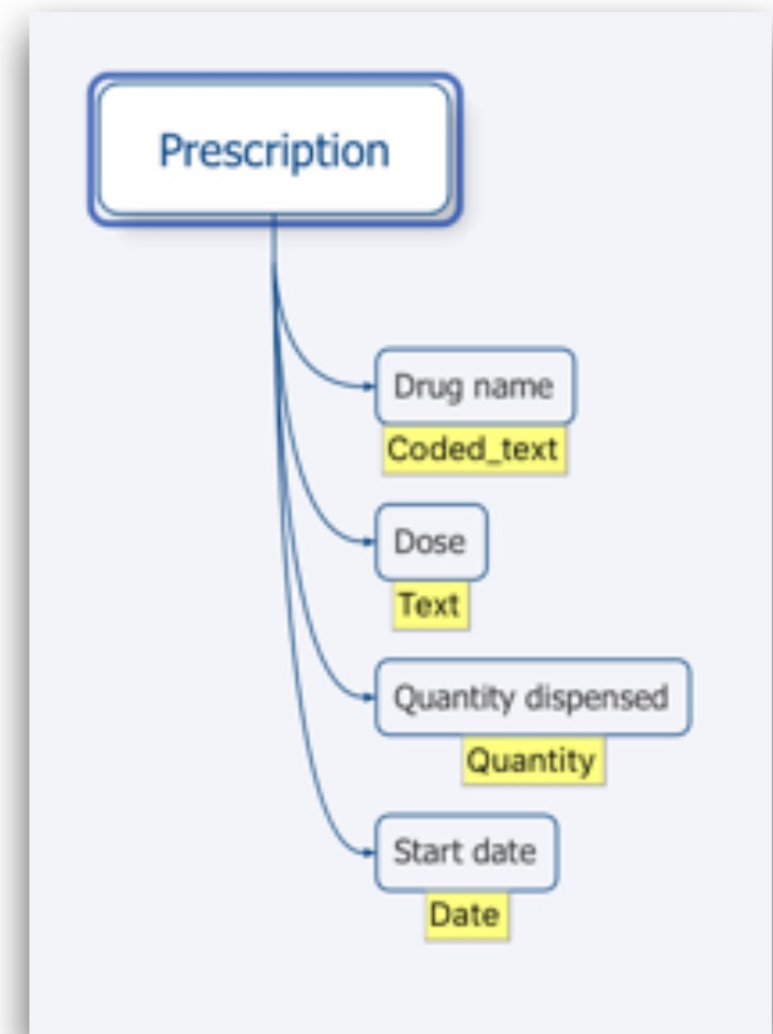 Prescription
Drug name
Coded_text
Dose
Text
Quantity dispensed
Quantity
Start date
Date